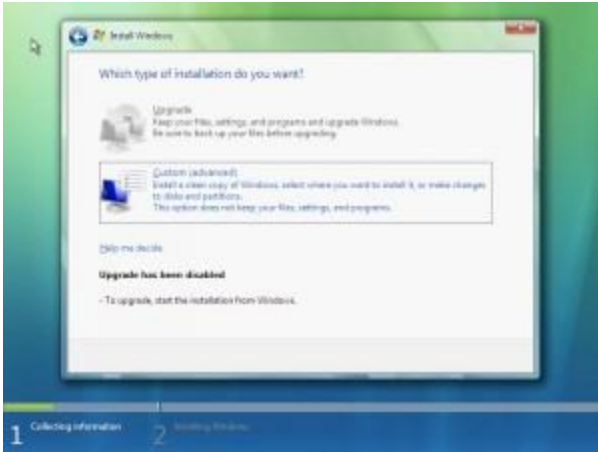 Install Windows
Which type of installation do you want?
Upgrade
Keep your files, settings, and programs and upgrade Windows.
Be sure to back up your files before upgrading.
Custom (advanced)
Install a clean copy of Windows, select where you want to install it, or make changes
to disks and partitions.
This option does not keep your files, settings, and programs.
Help me decide
Upgrade has been disabled
- To upgrade, start the installation from Windows.
1 Collecting information
2 Installing Windows